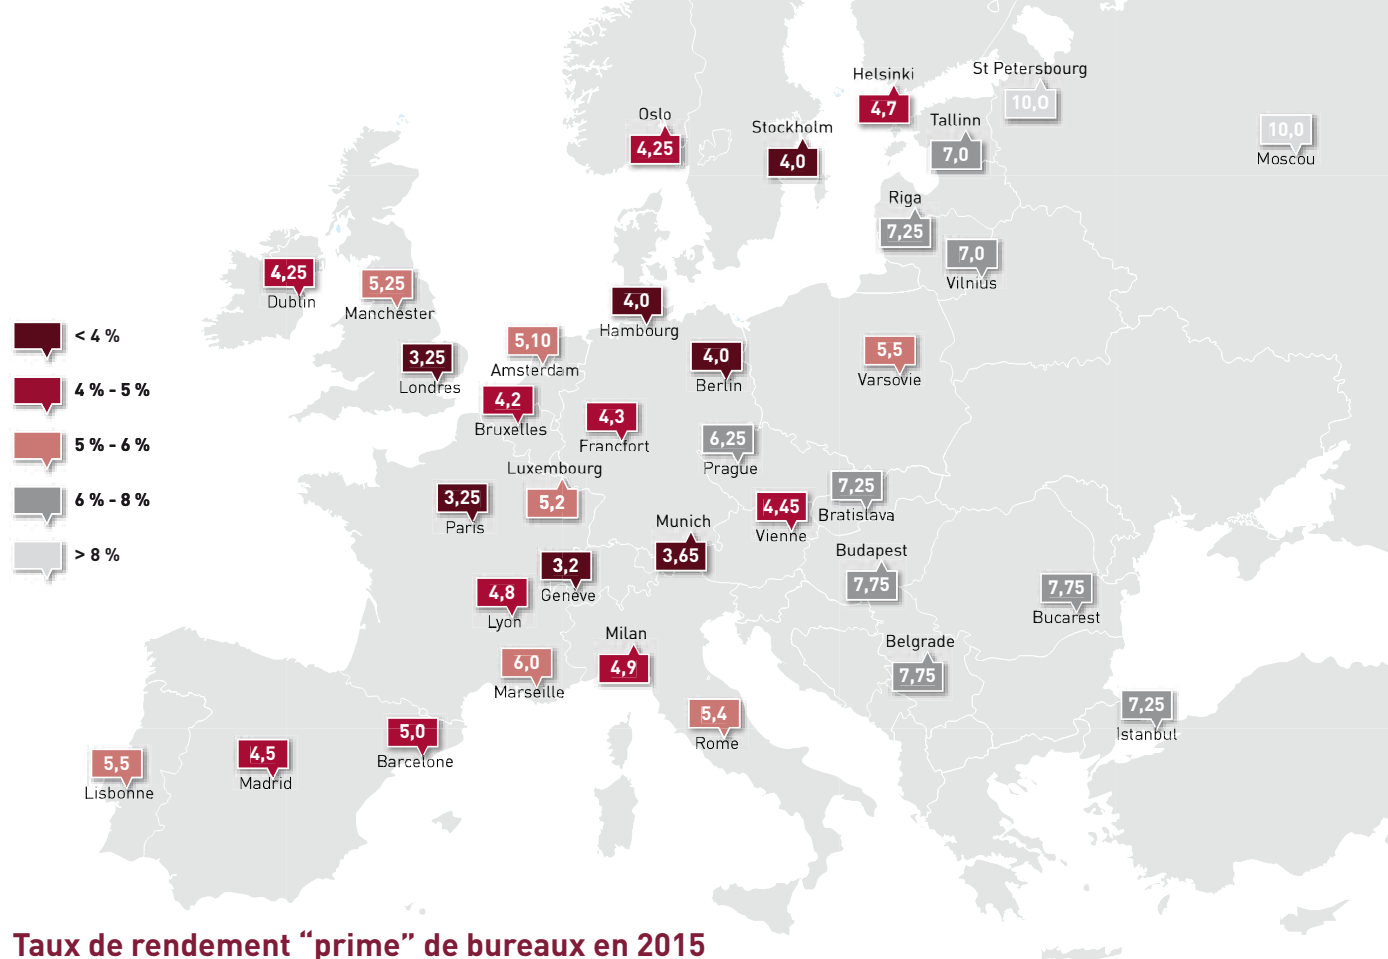 Helsinki
4,7
St Petersbourg
10,0
Oslo
4,25
Stockholm
4,0
Tallinn
7,0
10,0
Moscou
Riga
7,25
7,0
Vilnius
4,25
Dublin
5,25
Manchester
4,0
Hambourg
< 4 %
4 % - 5 %
5 % - 6 %
6 % - 8 %
> 8 %
3,25
Londres
5,10
Amsterdam
4,0
Berlin
5,5
Varsovie
4,2
Bruxelles
4,3
Francfort
6,25
Prague
Luxembourg
5,2
3,25
Paris
7,25
Bratislava
4,45
Vienne
Munich
3,65
Budapest
7,75
3,2
Genève
4,8
Lyon
7,75
Bucarest
Milan
4,9
Belgrade
7,75
6,0
Marseille
5,4
Rome
7,25
Istanbul
5,0
Barcelone
4,5
Madrid
5,5
Lisbonne
Taux de rendement “prime” de bureaux en 2015